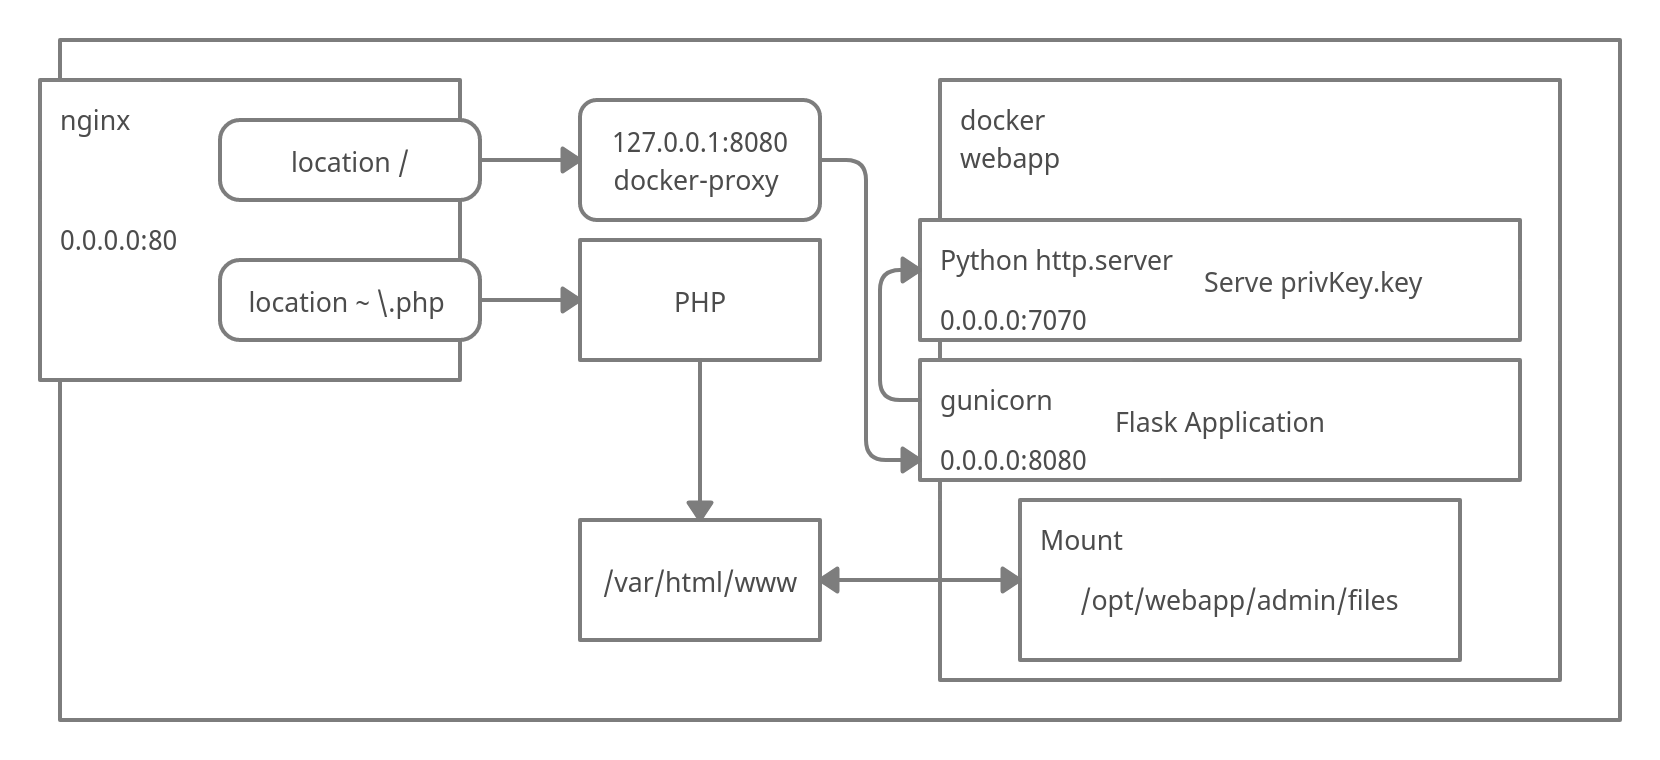 nginx
location /
0.0.0.0:80
location ~ \.php
127.0.0.1:8080
docker-proxy
PHP
/var/html/www
docker
webapp
Python http.server
Serve privKey.key
0.0.0.0:7070
gunicorn
Flask Application
0.0.0.0:8080
Mount
/opt/webapp/admin/files